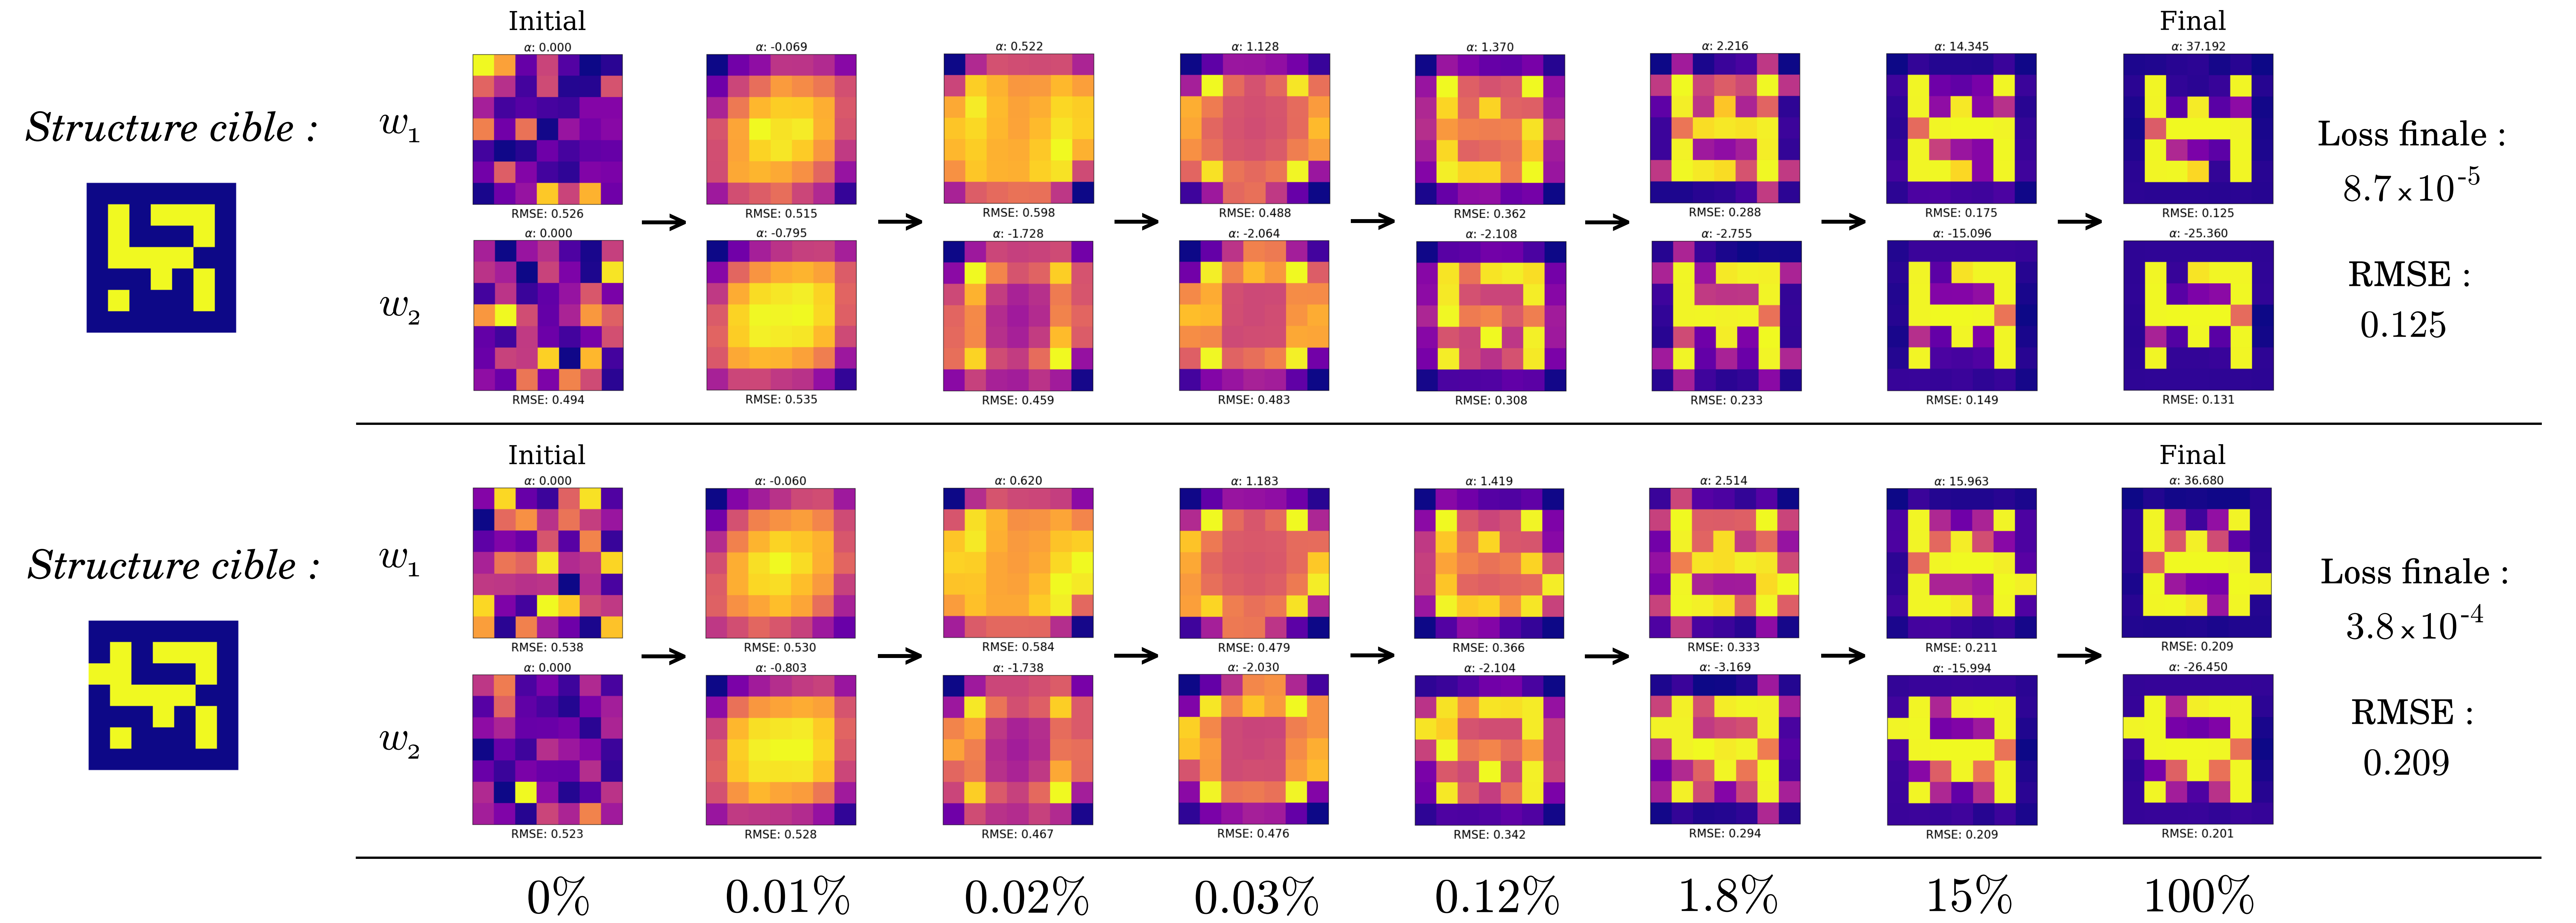 Initial
Final
α: 0.000
α: -0.069
α: 0.522
α: 1.128
α: 1.370
α: 2.216
α: 14.345
α: 37.192
Structure cible :
w₁
RMSE: 0.526
RMSE: 0.515
RMSE: 0.598
RMSE: 0.488
RMSE: 0.362
RMSE: 0.288
RMSE: 0.175
RMSE: 0.125
α: 0.000
α: -0.795
α: -1.728
α: -2.064
α: -2.108
α: -2.755
α: -15.096
α: -25.360
w₂
RMSE: 0.494
RMSE: 0.535
RMSE: 0.459
RMSE: 0.483
RMSE: 0.308
RMSE: 0.233
RMSE: 0.149
RMSE: 0.131
Loss finale :
8.7×10⁻⁵
RMSE :
0.125
Initial
Final
α: 0.000
α: -0.060
α: 0.620
α: 1.183
α: 1.419
α: 2.514
α: 15.963
α: 36.680
Structure cible :
w₁
RMSE: 0.538
RMSE: 0.530
RMSE: 0.584
RMSE: 0.479
RMSE: 0.366
RMSE: 0.333
RMSE: 0.211
RMSE: 0.209
α: 0.000
α: -0.803
α: -1.738
α: -2.030
α: -2.104
α: -3.169
α: -15.994
α: -26.450
w₂
RMSE: 0.523
RMSE: 0.528
RMSE: 0.467
RMSE: 0.476
RMSE: 0.342
RMSE: 0.294
RMSE: 0.209
RMSE: 0.201
Loss finale :
3.8×10⁻⁴
RMSE :
0.209
0%
0.01%
0.02%
0.03%
0.12%
1.8%
15%
100%